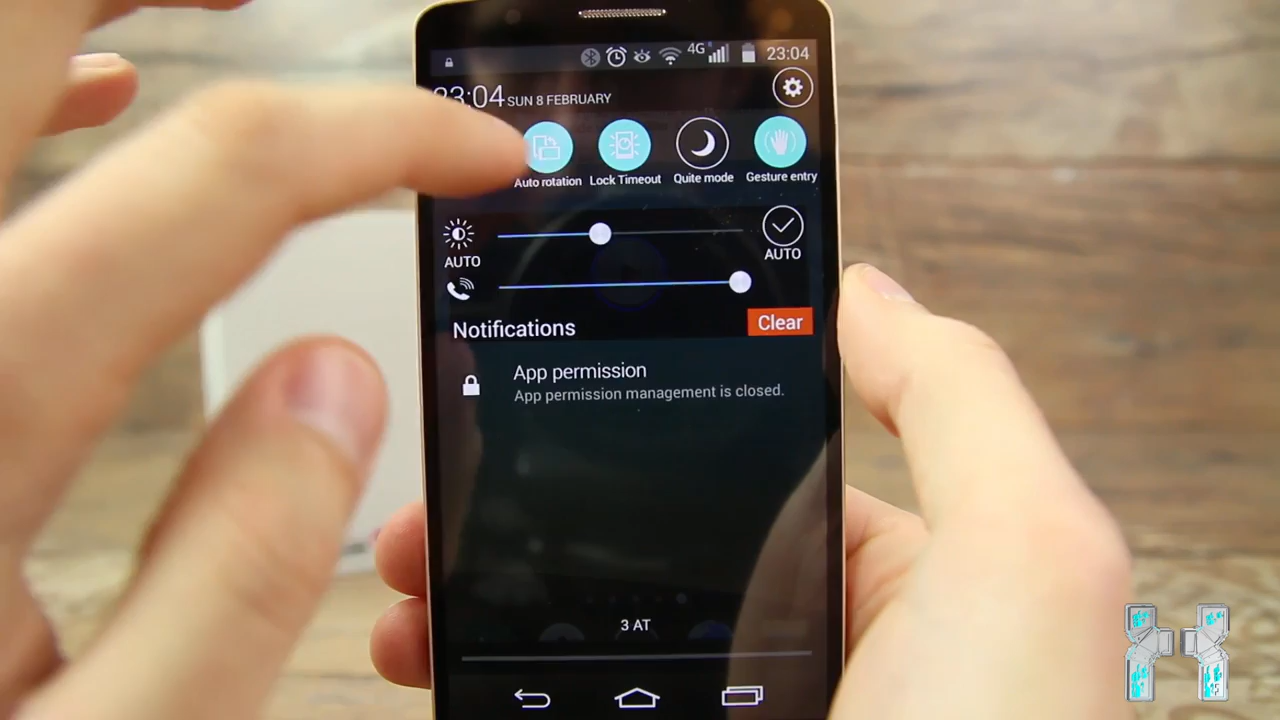 4G 23:04
23:04 SUN 8 FEBRUARY
Auto rotation Lock Timeout Quite mode Gesture entry
AUTO AUTO
Notifications Clear
App permission
App permission management is closed.
3 AT